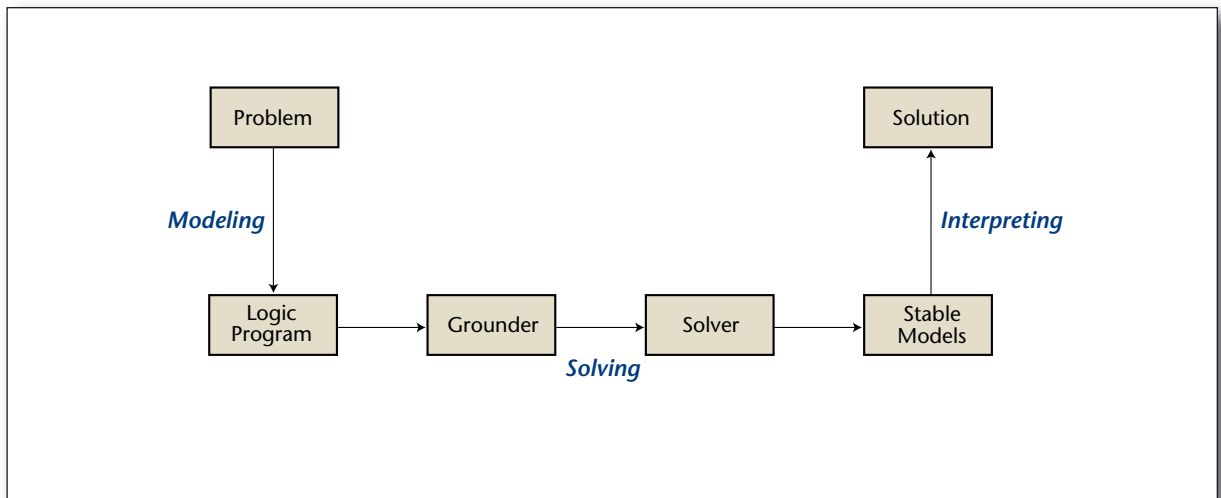 Problem
Solution
Modeling
Interpreting
Logic
Program
Grounder
Solver
Stable
Models
Solving